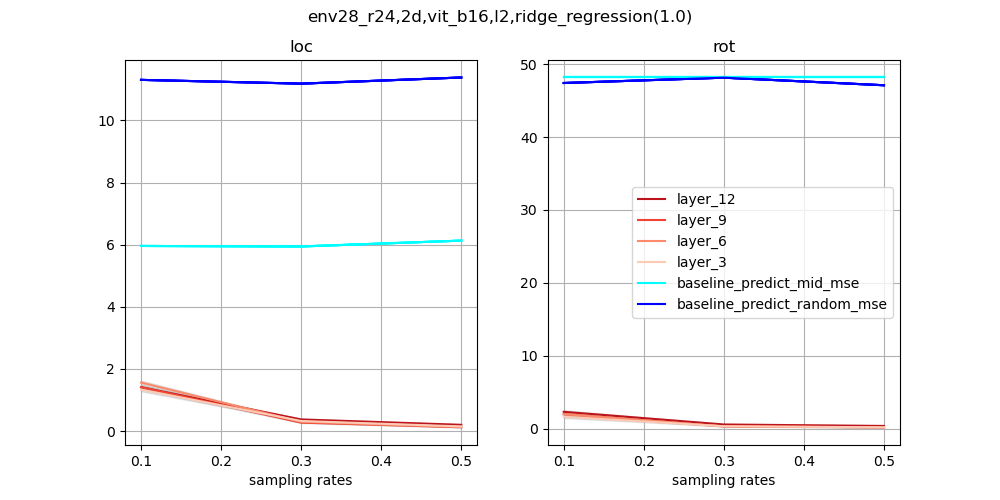 env28_r24,2d,vit_b16,l2,ridge_regression(1.0)
loc
10
8
6
4
2
0
0.1 0.2 0.3 0.4 0.5
sampling rates
rot
50
40
30
20
10
0
layer_12
layer_9
layer_6
layer_3
baseline_predict_mid_mse
baseline_predict_random_mse
0.1 0.2 0.3 0.4 0.5
sampling rates